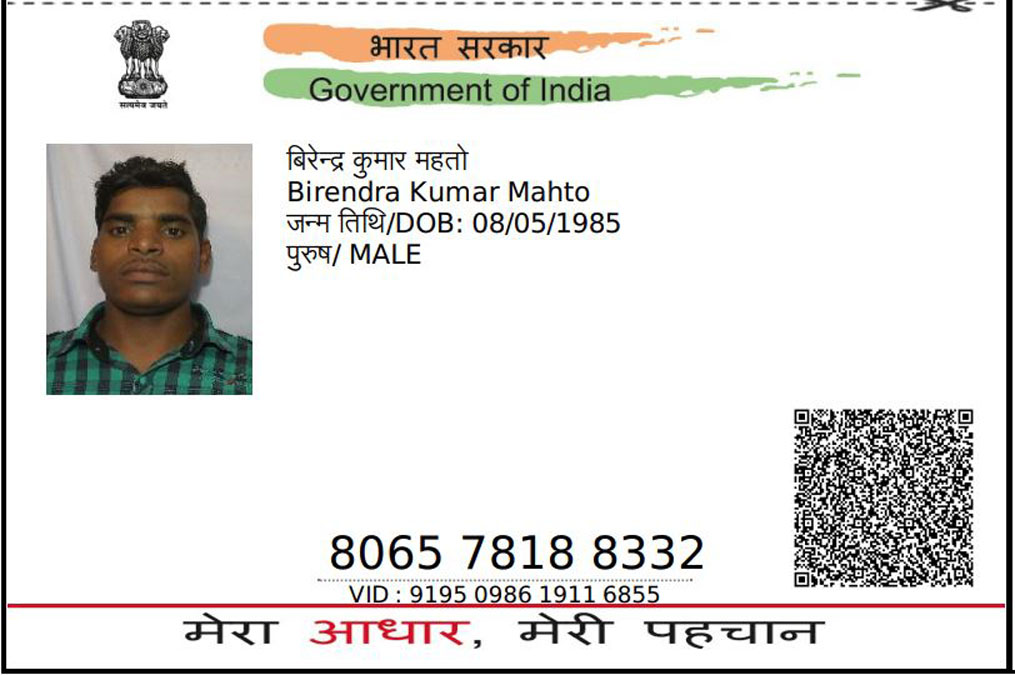 भारत सरकार
Government of India
सत्यमेव जयते
बिरेन्द्र कुमार महतो
Birendra Kumar Mahto
जन्म तिथि/DOB: 08/05/1985
पुरुष/ MALE
8065 7818 8332
VID : 9195 0986 1911 6855
मेरा आधार, मेरी पहचान